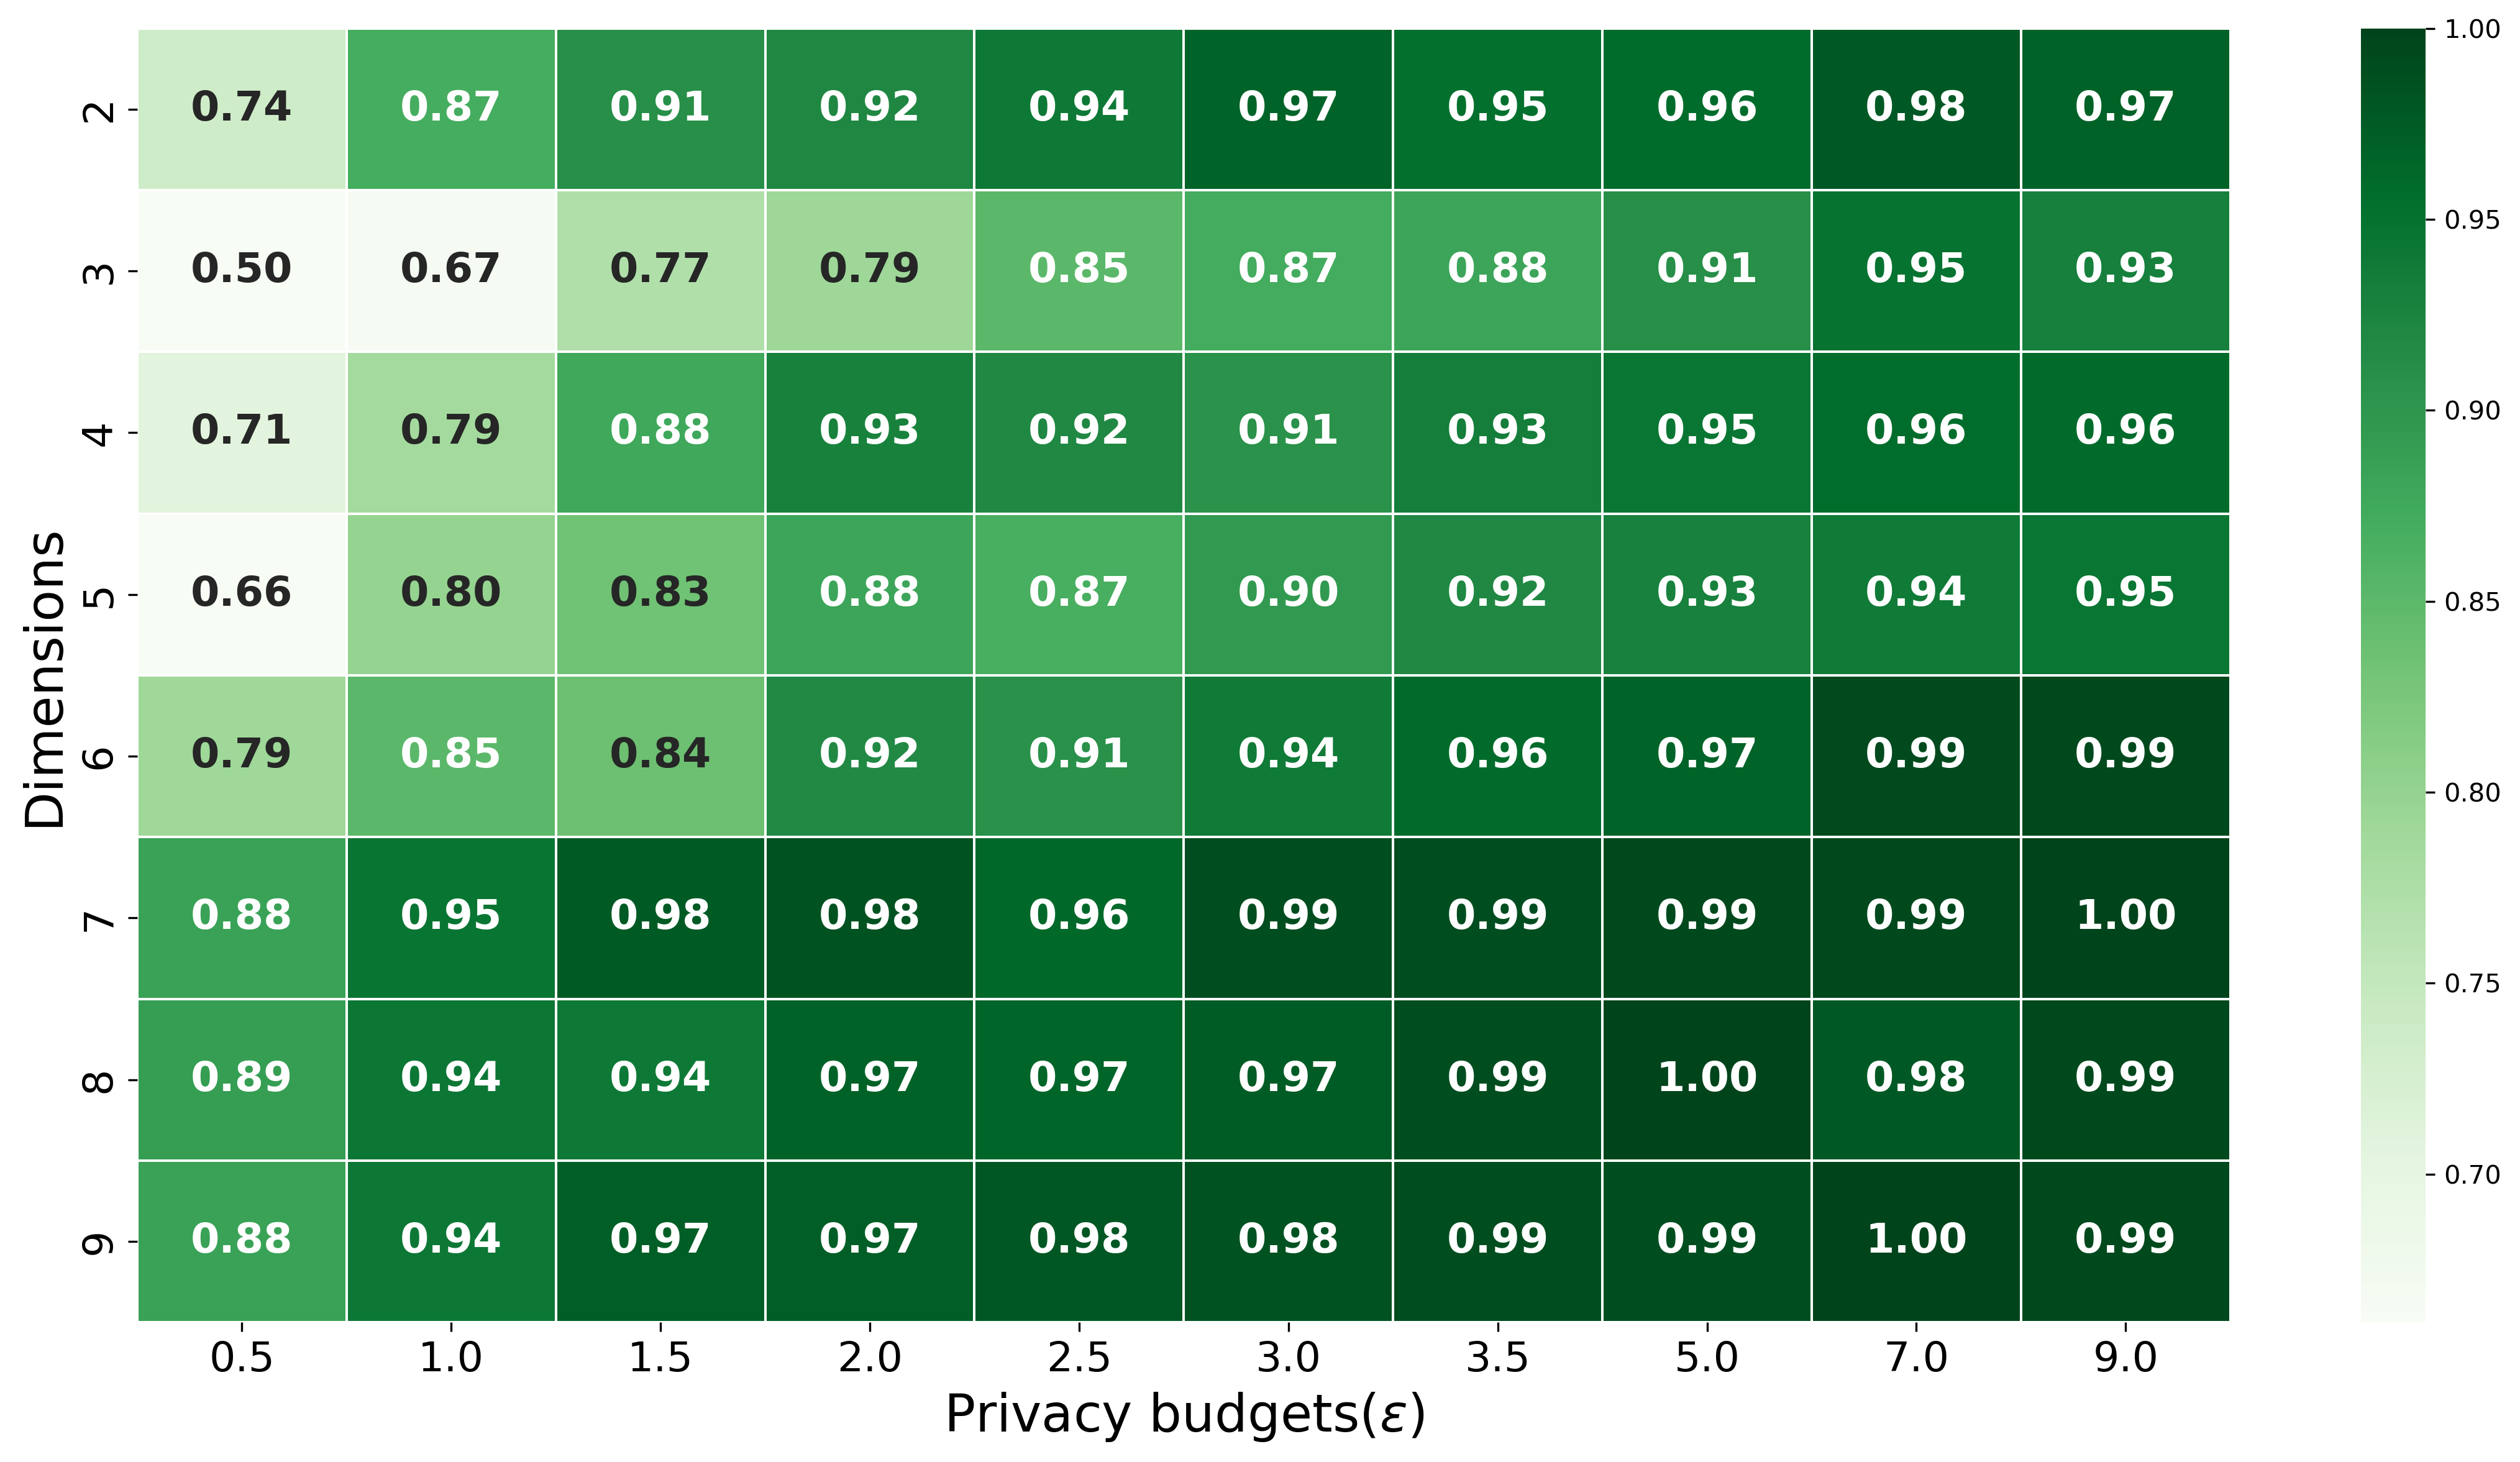 2 0.74 0.87 0.91 0.92 0.94 0.97 0.95 0.96 0.98 0.97
3 0.50 0.67 0.77 0.79 0.85 0.87 0.88 0.91 0.95 0.93
4 0.71 0.79 0.88 0.93 0.92 0.91 0.93 0.95 0.96 0.96
5 0.66 0.80 0.83 0.88 0.87 0.90 0.92 0.93 0.94 0.95
6 0.79 0.85 0.84 0.92 0.91 0.94 0.96 0.97 0.99 0.99
7 0.88 0.95 0.98 0.98 0.96 0.99 0.99 0.99 0.99 1.00
8 0.89 0.94 0.94 0.97 0.97 0.97 0.99 1.00 0.98 0.99
9 0.88 0.94 0.97 0.97 0.98 0.98 0.99 0.99 1.00 0.99
0.5 1.0 1.5 2.0 2.5 3.0 3.5 5.0 7.0 9.0
Privacy budgets(ε)
Dimensions
1.00
0.95
0.90
0.85
0.80
0.75
0.70